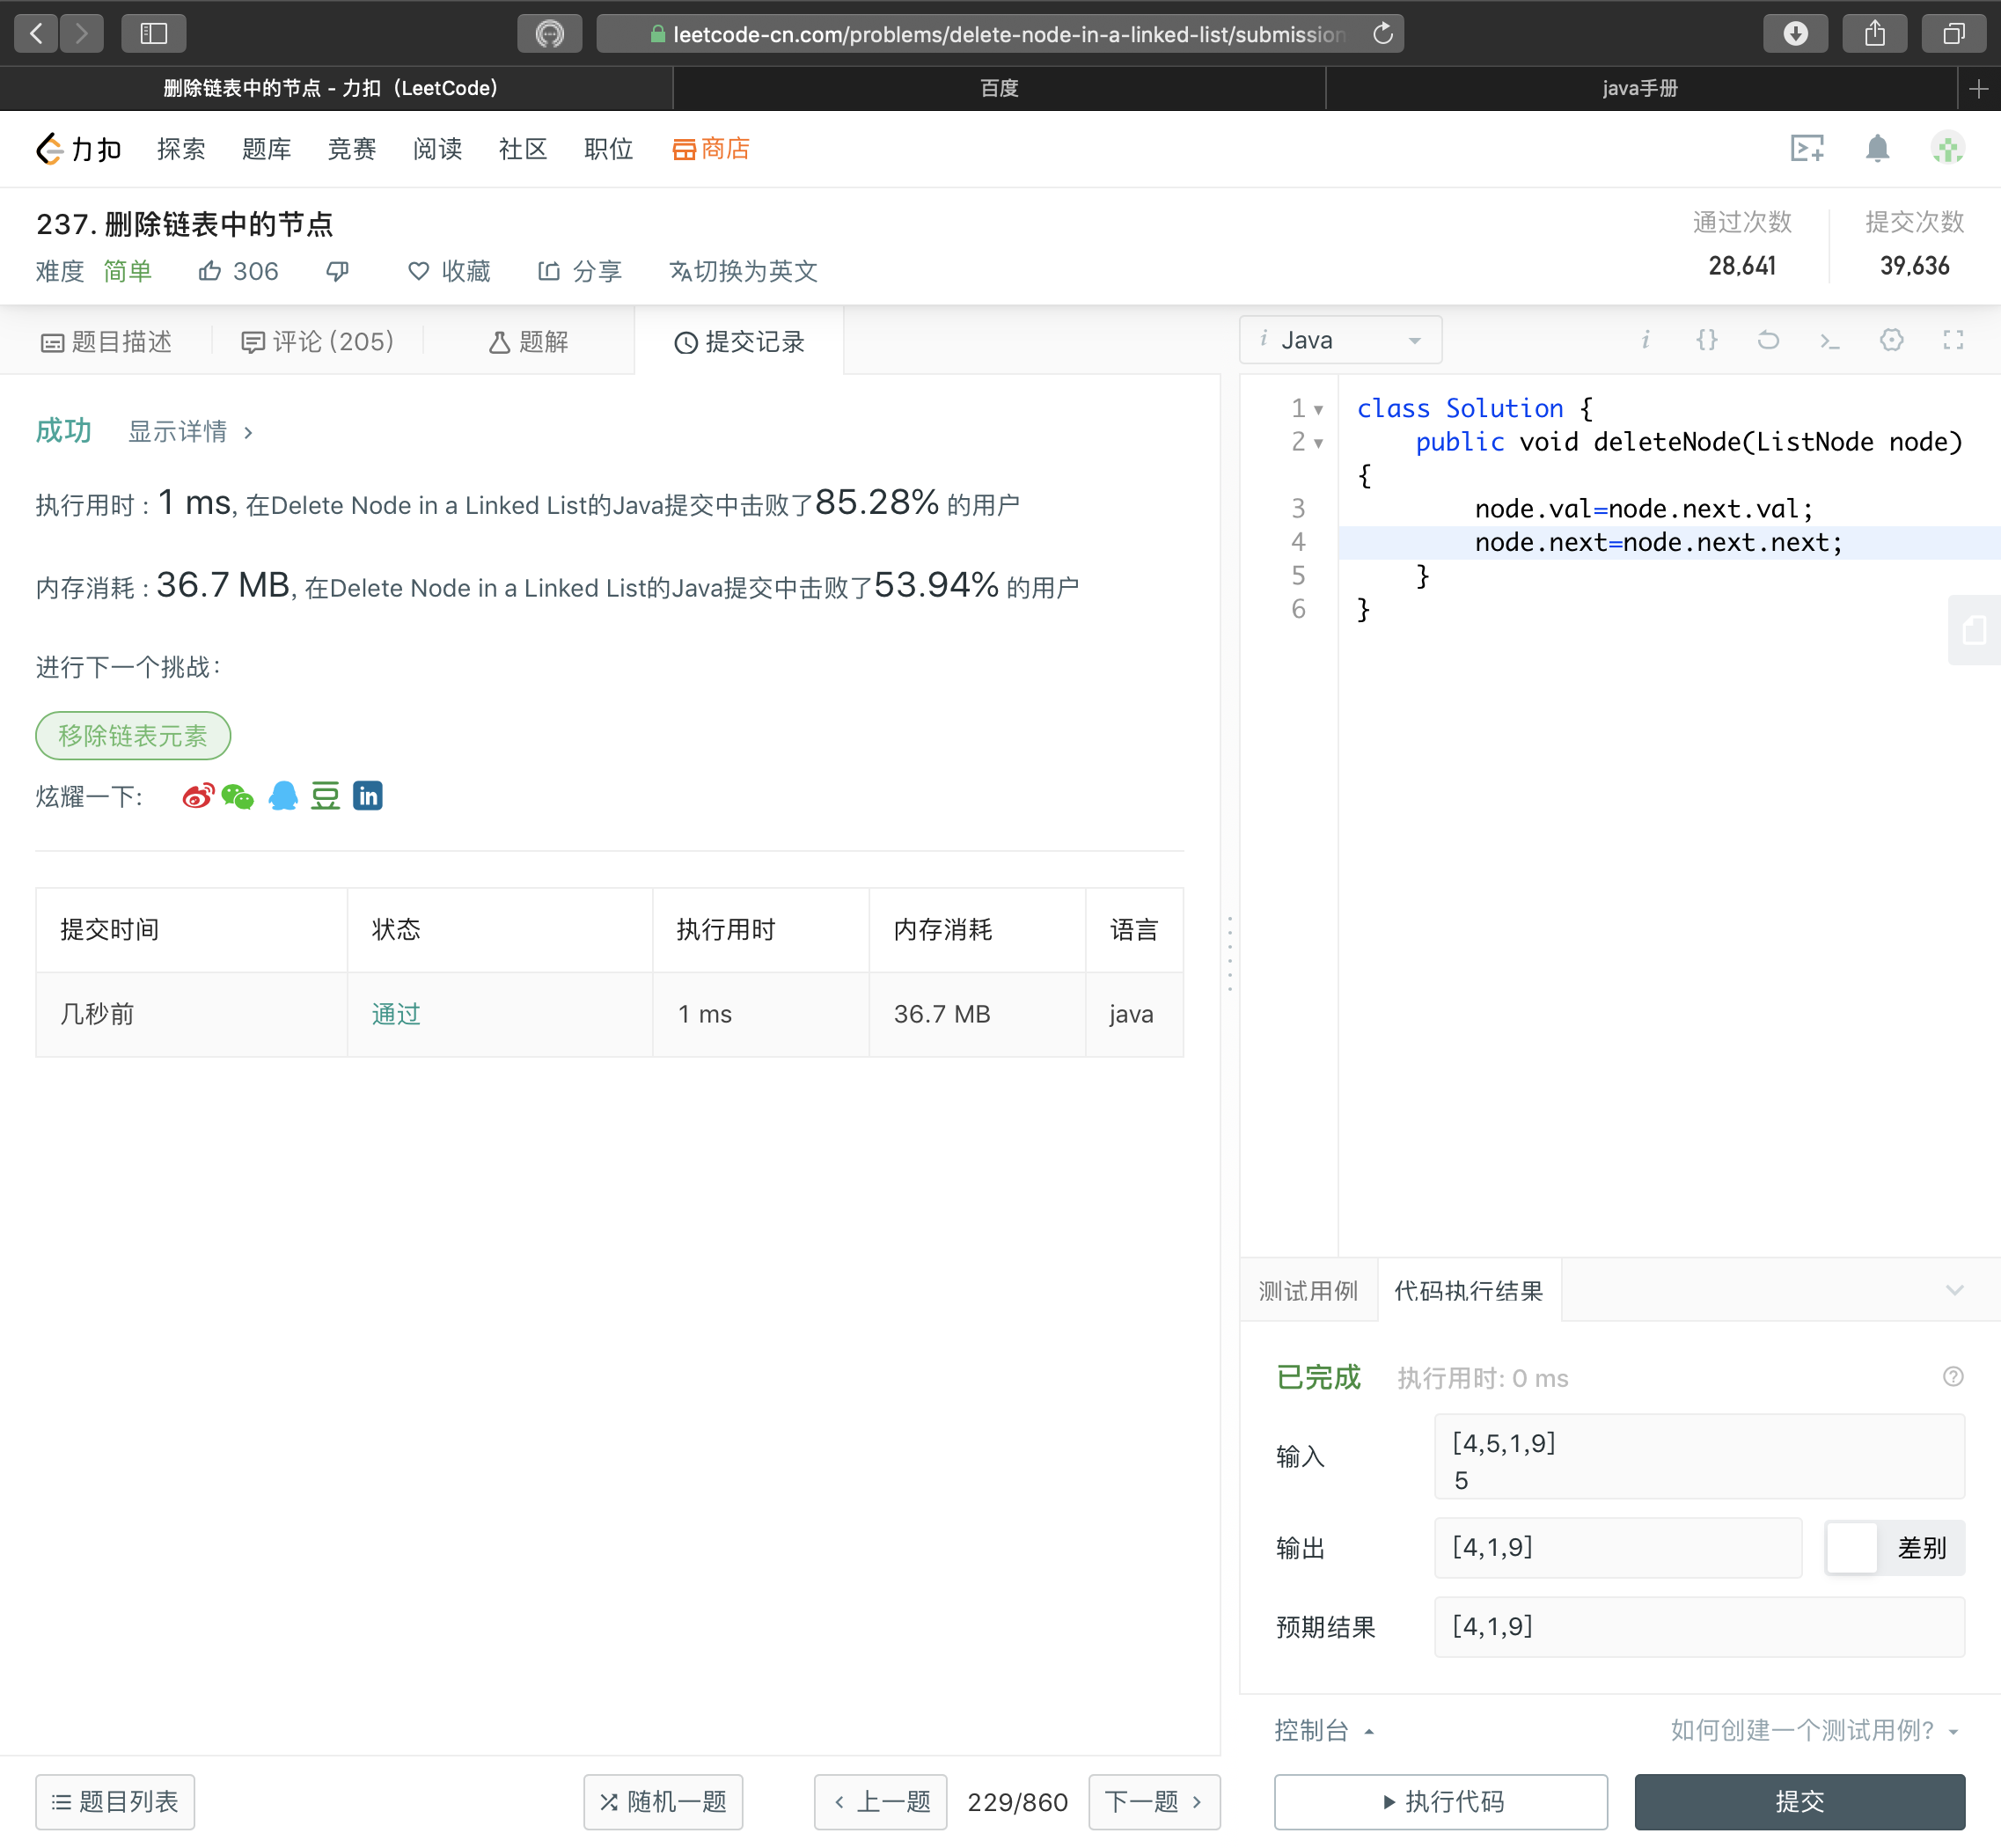 leetcode-cn.com/problems/delete-node-in-a-linked-list/submission
删除链表中的节点 - 力扣（LeetCode）
百度
java手册
力扣 探索 题库 竞赛 阅读 社区 职位 商店
237. 删除链表中的节点
难度 简单 306 收藏 分享 切换为英文
通过次数 28,641
提交次数 39,636
题目描述 评论 (205) 题解 提交记录
成功 显示详情 >
执行用时 : 1 ms, 在Delete Node in a Linked List的Java提交中击败了85.28% 的用户
内存消耗 : 36.7 MB, 在Delete Node in a Linked List的Java提交中击败了53.94% 的用户
进行下一个挑战:
移除链表元素
炫耀一下:
豆 in
提交时间 状态 执行用时 内存消耗 语言
几秒前 通过 1 ms 36.7 MB java
题目列表 随机一题 上一题 229/860 下一题
i Java
1 class Solution {
2 public void deleteNode(ListNode node)
{
3 node.val=node.next.val;
4 node.next=node.next.next;
5 }
6 }
测试用例 代码执行结果
已完成 执行用时: 0 ms
输入 [4,5,1,9]
5
输出 [4,1,9] 差别
预期结果 [4,1,9]
控制台 如何创建一个测试用例?
执行代码 提交